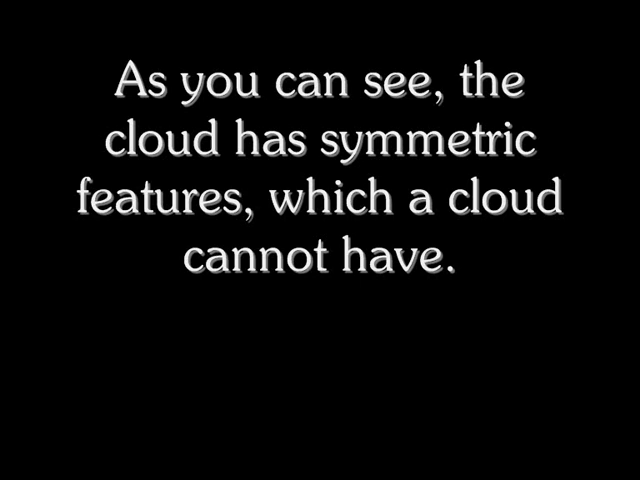 As you can see, the
cloud has symmetric
features, which a cloud
cannot have.